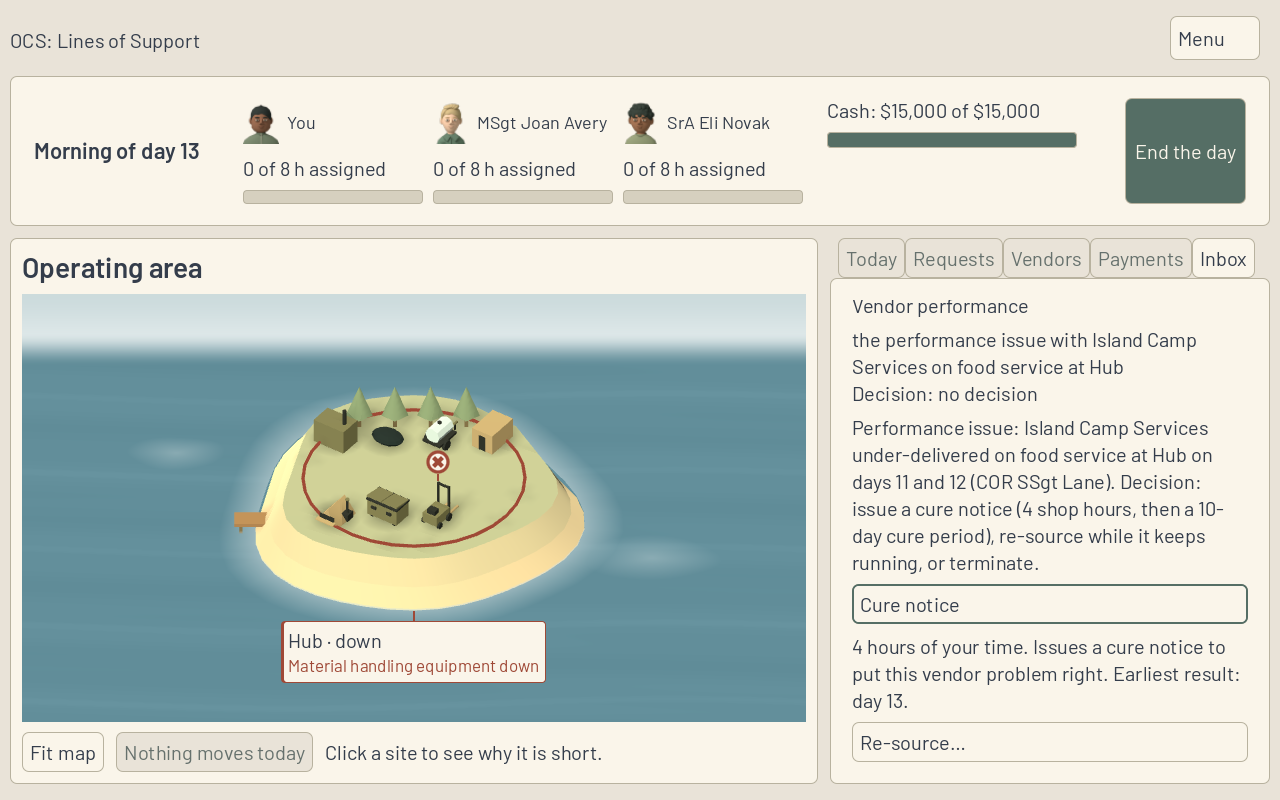 OCS: Lines of Support
Menu
Morning of day 13
You
0 of 8 h assigned
MSgt Joan Avery
0 of 8 h assigned
SrA Eli Novak
0 of 8 h assigned
Cash: $15,000 of $15,000
End the day
Operating area
Hub · down
Material handling equipment down
Fit map
Nothing moves today
Click a site to see why it is short.
Today
Requests
Vendors
Payments
Inbox
Vendor performance
the performance issue with Island Camp
Services on food service at Hub
Decision: no decision
Performance issue: Island Camp Services
under-delivered on food service at Hub on
days 11 and 12 (COR SSgt Lane). Decision:
issue a cure notice (4 shop hours, then a 10-
day cure period), re-source while it keeps
running, or terminate.
Cure notice
4 hours of your time. Issues a cure notice to
put this vendor problem right. Earliest result:
day 13.
Re-source...